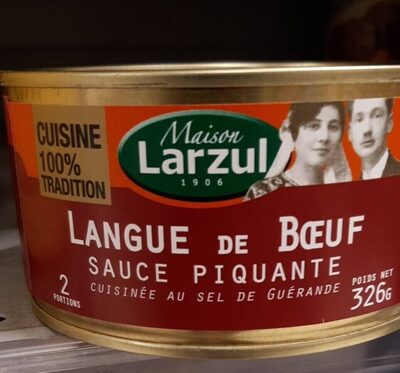 CUISINE
100%
TRADITION
Maison
Larzul
1906
LANGUE DE BŒUF
SAUCE PIQUANTE
CUISINÉE AU SEL DE GUÉRANDE
2
PORTIONS
POIDS NET
326G